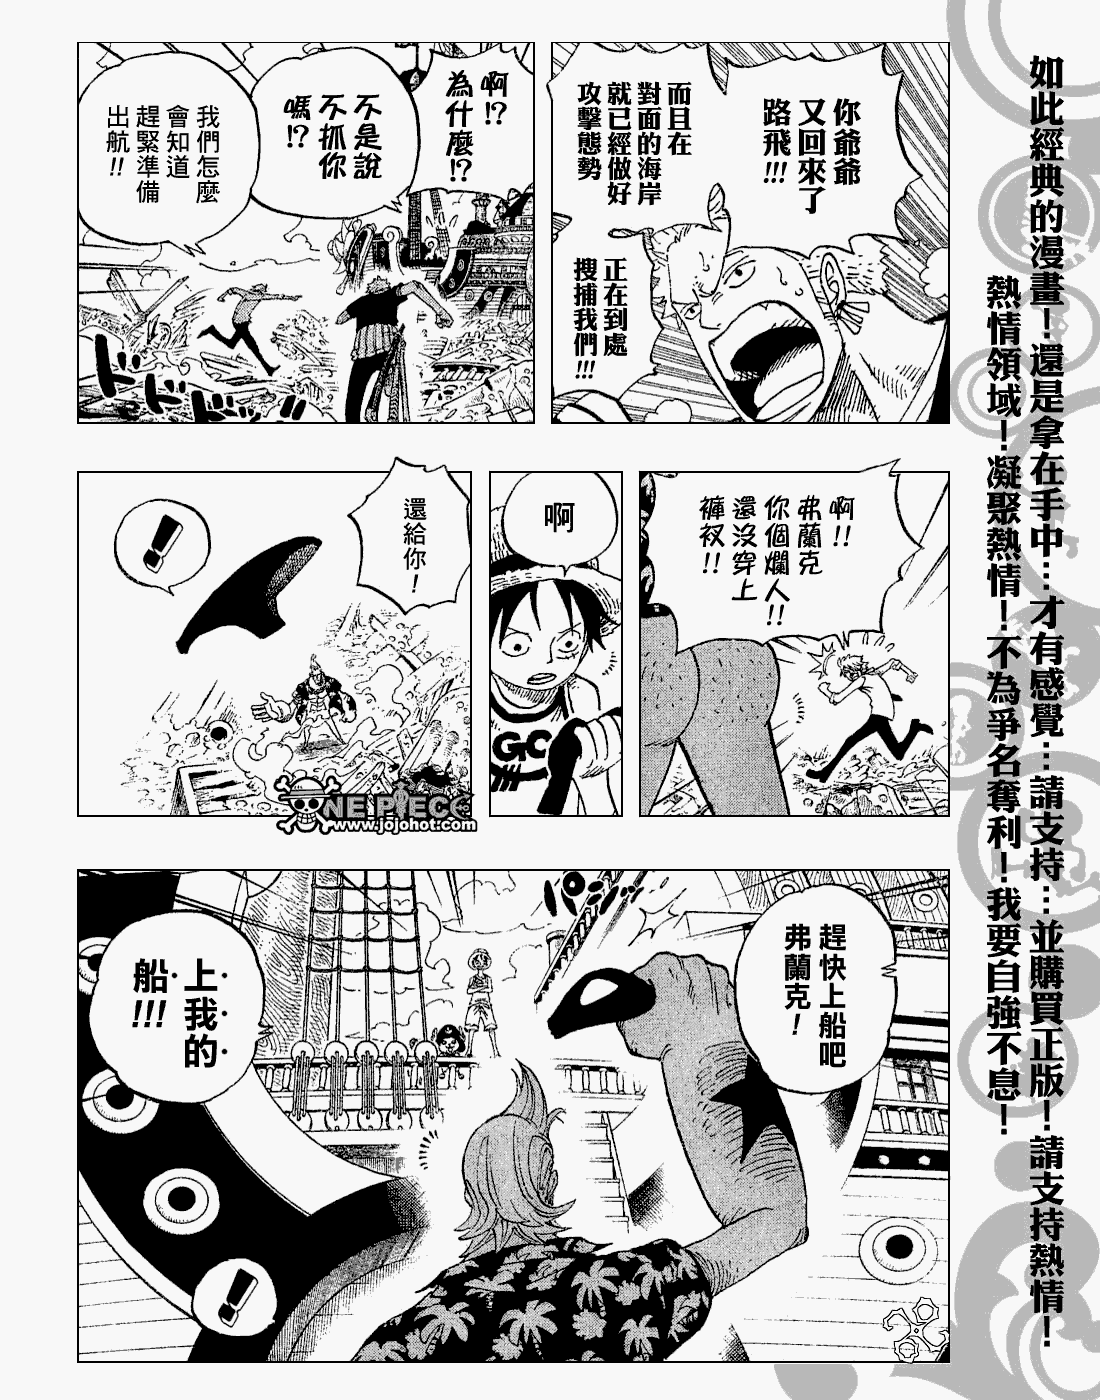 你爺爺
又回來了
路飛!!!
而且在
對面的海岸
就已經做好
攻擊態勢
正在到處
搜捕我們!!!
啊!?
為什麼!?
不是說
不抓你
嗎!?
我們怎麼
會知道
趕緊準備
出航!!
ドドドドッ
啊!!
弗蘭克
你個爛人!!
還沒穿上
褲衩!!
啊
GC
還給你！
ONE PIECE
www.jojohot.com
趕快上船吧
弗蘭克！
上我的
船!!!
如此經典的漫畫！還是拿在手中…才有感覺…請支持…並購買正版！請支持熱情！
熱情領域！凝聚熱情！不為爭名奪利！我要自強不息！